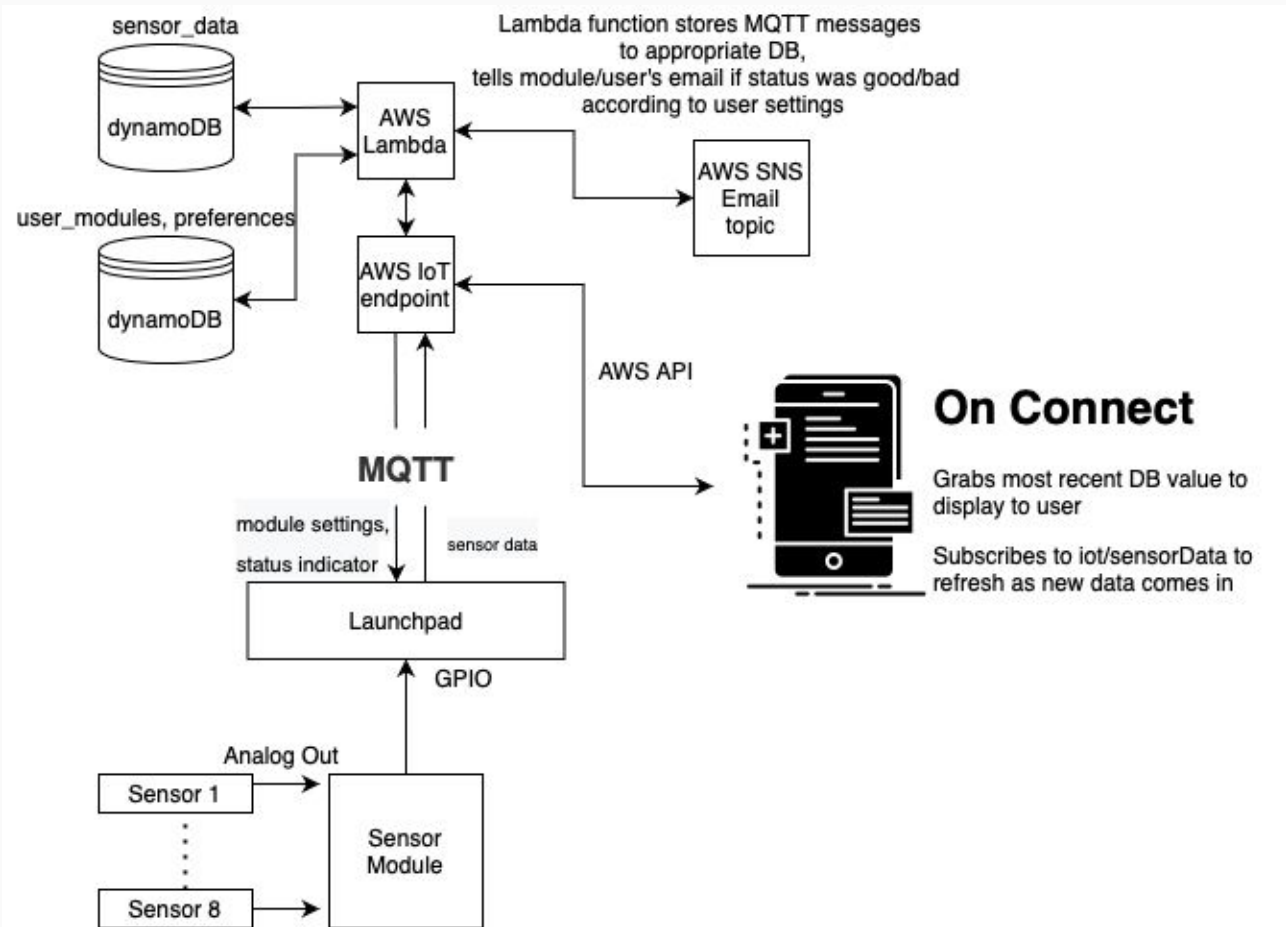 sensor_data
dynamoDB
Lambda function stores MQTT messages
to appropriate DB,
tells module/user's email if status was good/bad
according to user settings
AWS
Lambda
AWS SNS
Email
topic
user_modules, preferences
dynamoDB
AWS IoT
endpoint
AWS API
On Connect
Grabs most recent DB value to
display to user
Subscribes to iot/sensorData to
refresh as new data comes in
MQTT
module settings,
status indicator
sensor data
Launchpad
GPIO
Analog Out
Sensor 1
Sensor
Module
Sensor 8